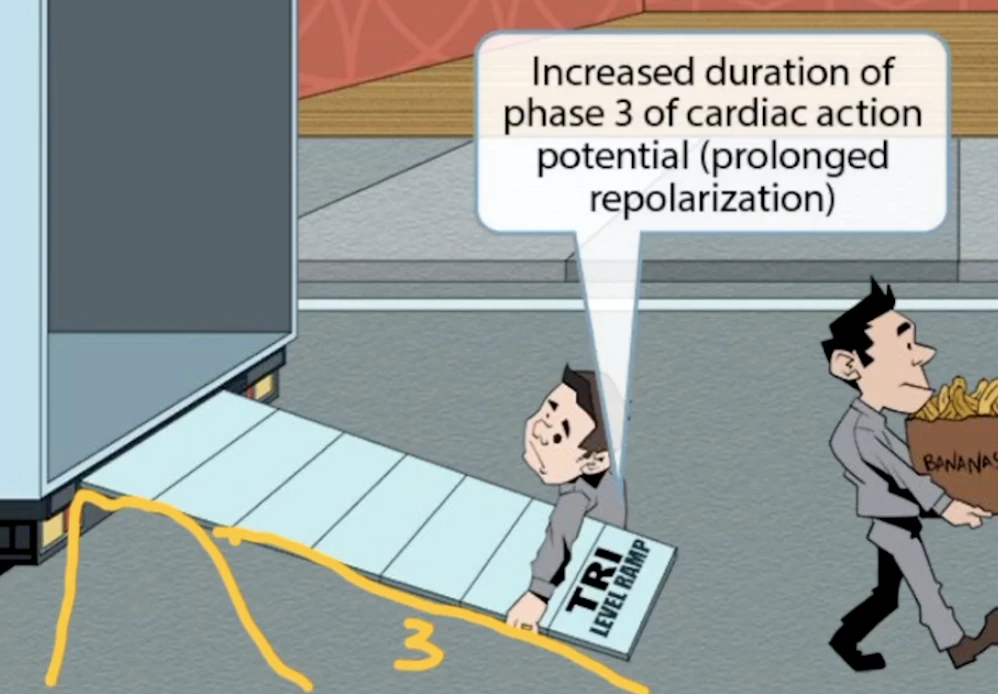 Increased duration of
phase 3 of cardiac action
potential (prolonged
repolarization)
BANANAS
TRI
LEVEL RAMP
3